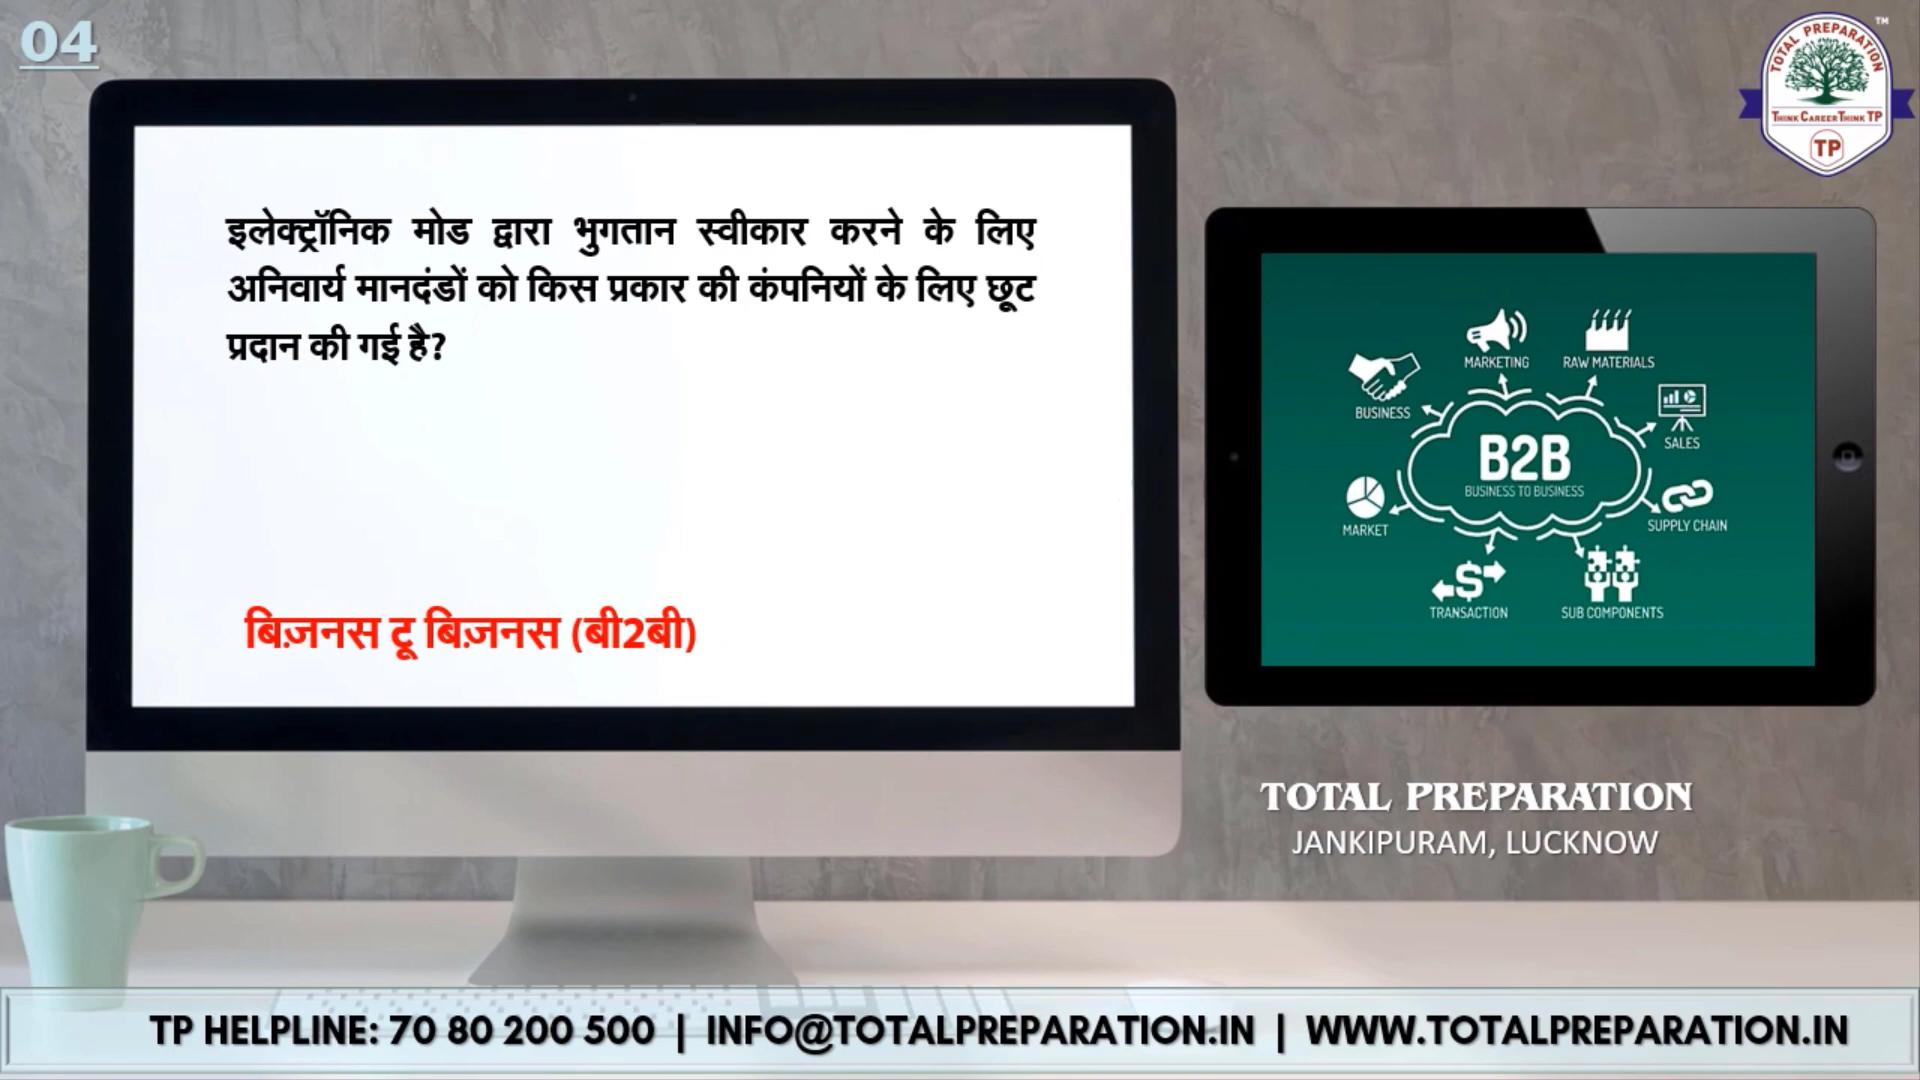 04
TOTAL PREPARATION
TM
THINK CAREER THINK TP
TP
इलेक्ट्रॉनिक मोड द्वारा भुगतान स्वीकार करने के लिए
अनिवार्य मानदंडों को किस प्रकार की कंपनियों के लिए छूट
प्रदान की गई है?
बिज़नस टू बिज़नस (बी2बी)
MARKETING
RAW MATERIALS
BUSINESS
SALES
B2B
BUSINESS TO BUSINESS
MARKET
SUPPLY CHAIN
TRANSACTION
SUB COMPONENTS
TOTAL PREPARATION
JANKIPURAM, LUCKNOW
TP HELPLINE: 70 80 200 500 | INFO@TOTALPREPARATION.IN | WWW.TOTALPREPARATION.IN